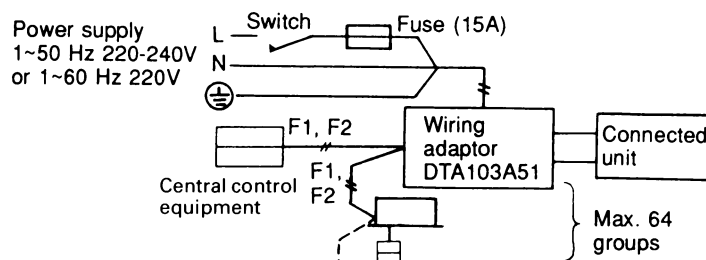 Power supply
1~50 Hz 220-240V
or 1~60 Hz 220V
L
Switch
Fuse (15A)
N
F1, F2
Central control
equipment
F1,
F2
Wiring
adaptor
DTA103A51
Connected
unit
Max. 64
groups